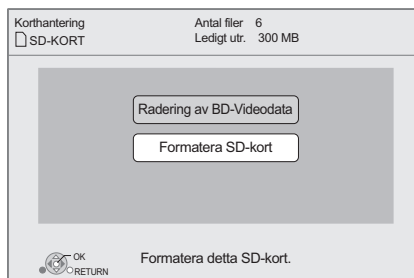 Korthantering
SD-KORT
Antal filer 6
Ledigt utr. 300 MB
Radering av BD-Videodata
Formatera SD-kort
OK
RETURN
Formatera detta SD-kort.